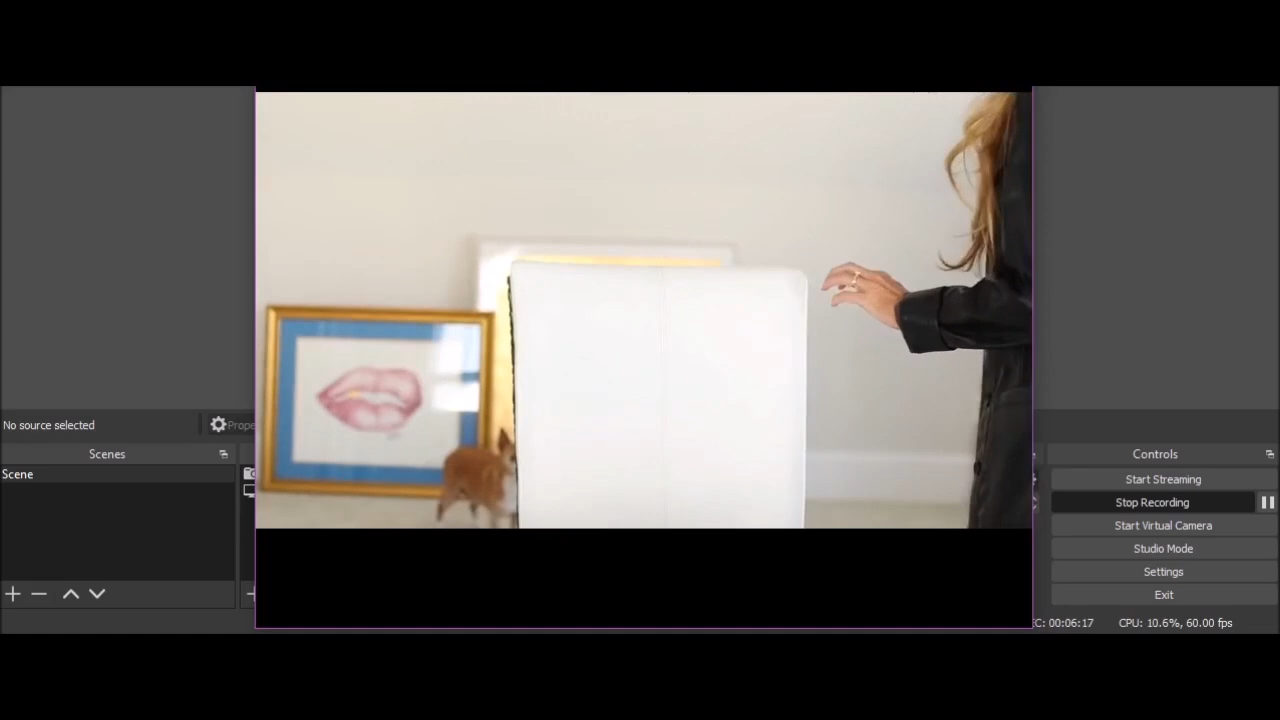 No source selected
Prope
Scenes
Scene
Controls
Start Streaming
Stop Recording
Start Virtual Camera
Studio Mode
Settings
Exit
C: 00:06:17
CPU: 10.6%, 60.00 fps